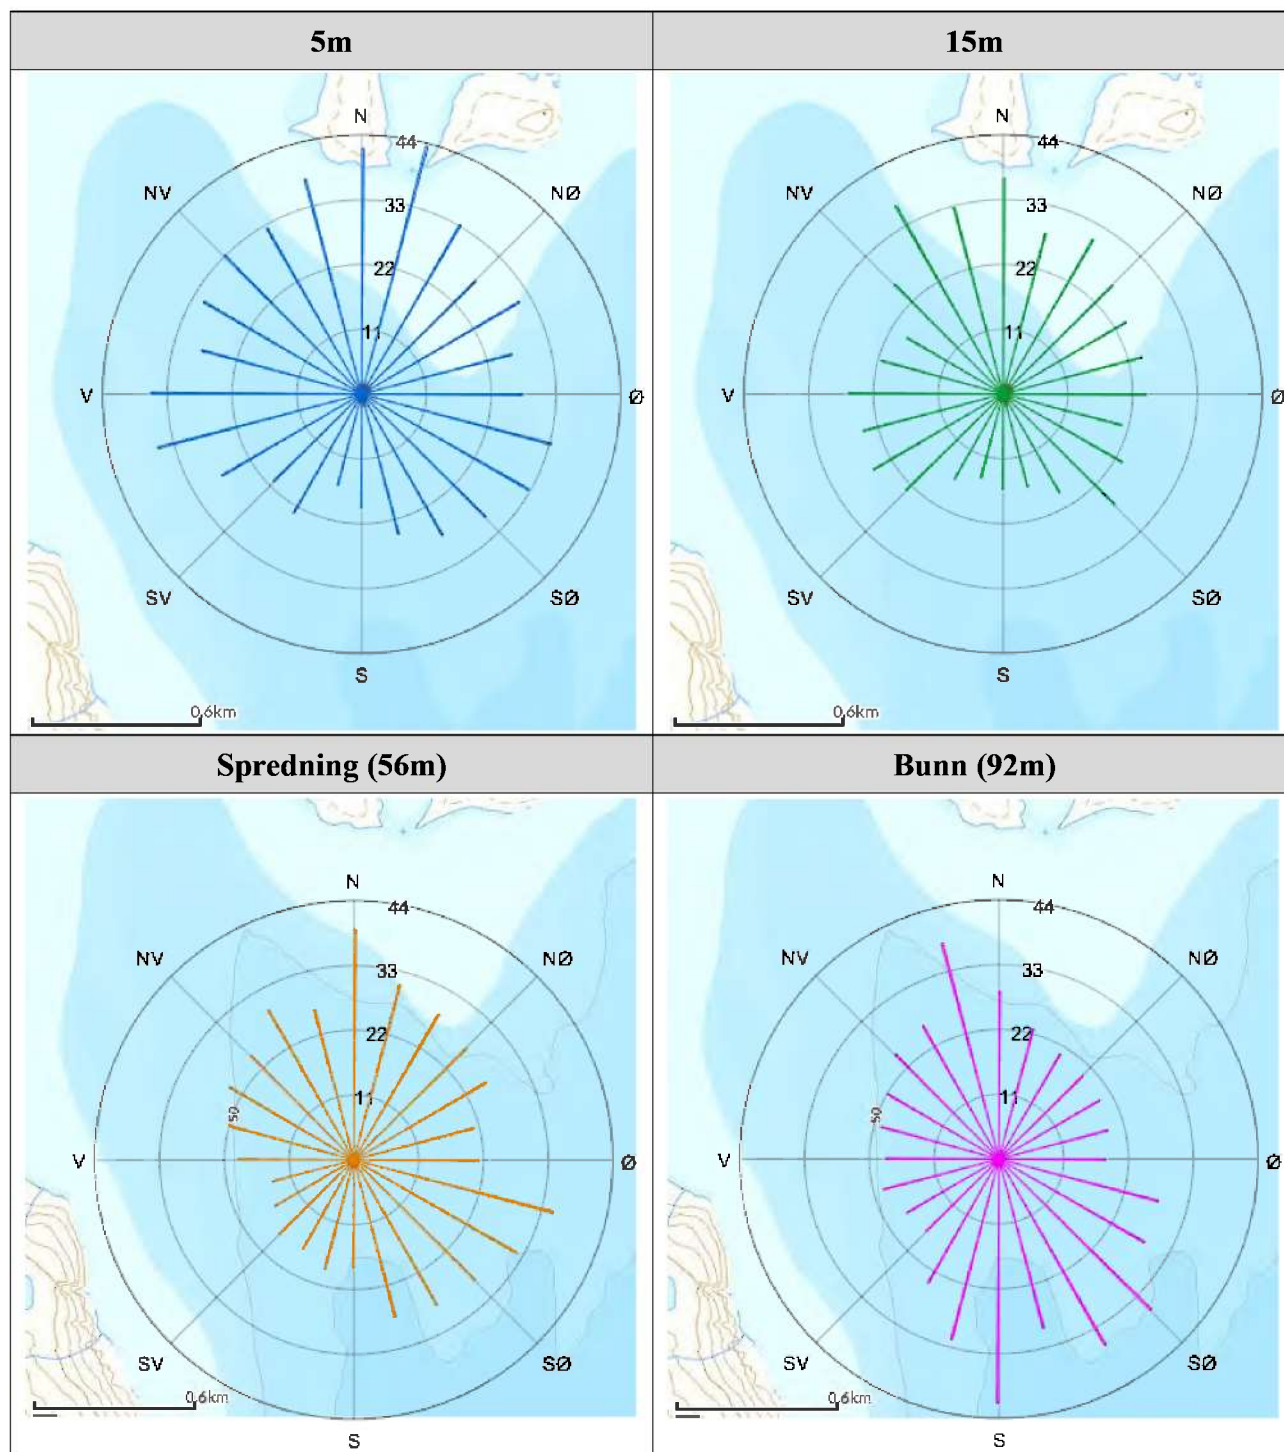 5m
15m
N
44
NV
NØ
33
22
11
V
Ø
SV
SØ
S
0,6km
N
44
NV
NØ
33
22
11
V
Ø
SV
SØ
S
0,6km
Spredning (56m)
Bunn (92m)
N
44
NV
NØ
33
22
11
50
V
Ø
SV
SØ
0,6km
S
N
44
NV
NØ
33
22
11
50
V
Ø
SV
SØ
0,6km
S